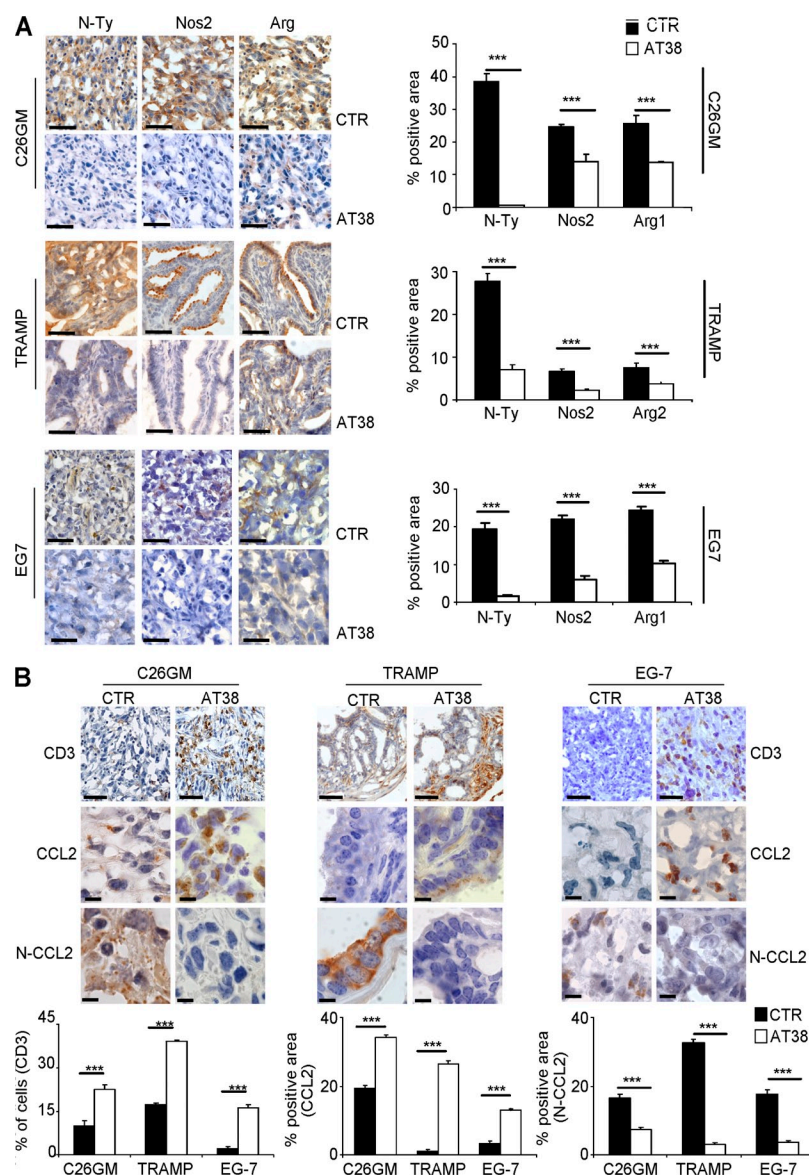 A
N-Ty Nos2 Arg
C26GM
CTR
AT38
TRAMP
CTR
AT38
EG7
CTR
AT38
CTR
AT38
% positive area
50
40
30
20
10
0
***
***
***
N-Ty Nos2 Arg1
C26GM
% positive area
30
20
10
0
***
***
***
N-Ty Nos2 Arg2
TRAMP
% positive area
30
20
10
0
***
***
***
N-Ty Nos2 Arg1
EG7
B
C26GM TRAMP EG-7
CTR AT38 CTR AT38 CTR AT38
CD3 CD3
CCL2 CCL2
N-CCL2 N-CCL2
% of cells (CD3)
45
30
15
0
***
***
***
C26GM TRAMP EG-7
% positive area
(CCL2)
40
20
0
***
***
***
C26GM TRAMP EG-7
% positive area
(N-CCL2)
40
20
0
CTR
AT38
***
***
***
C26GM TRAMP EG-7